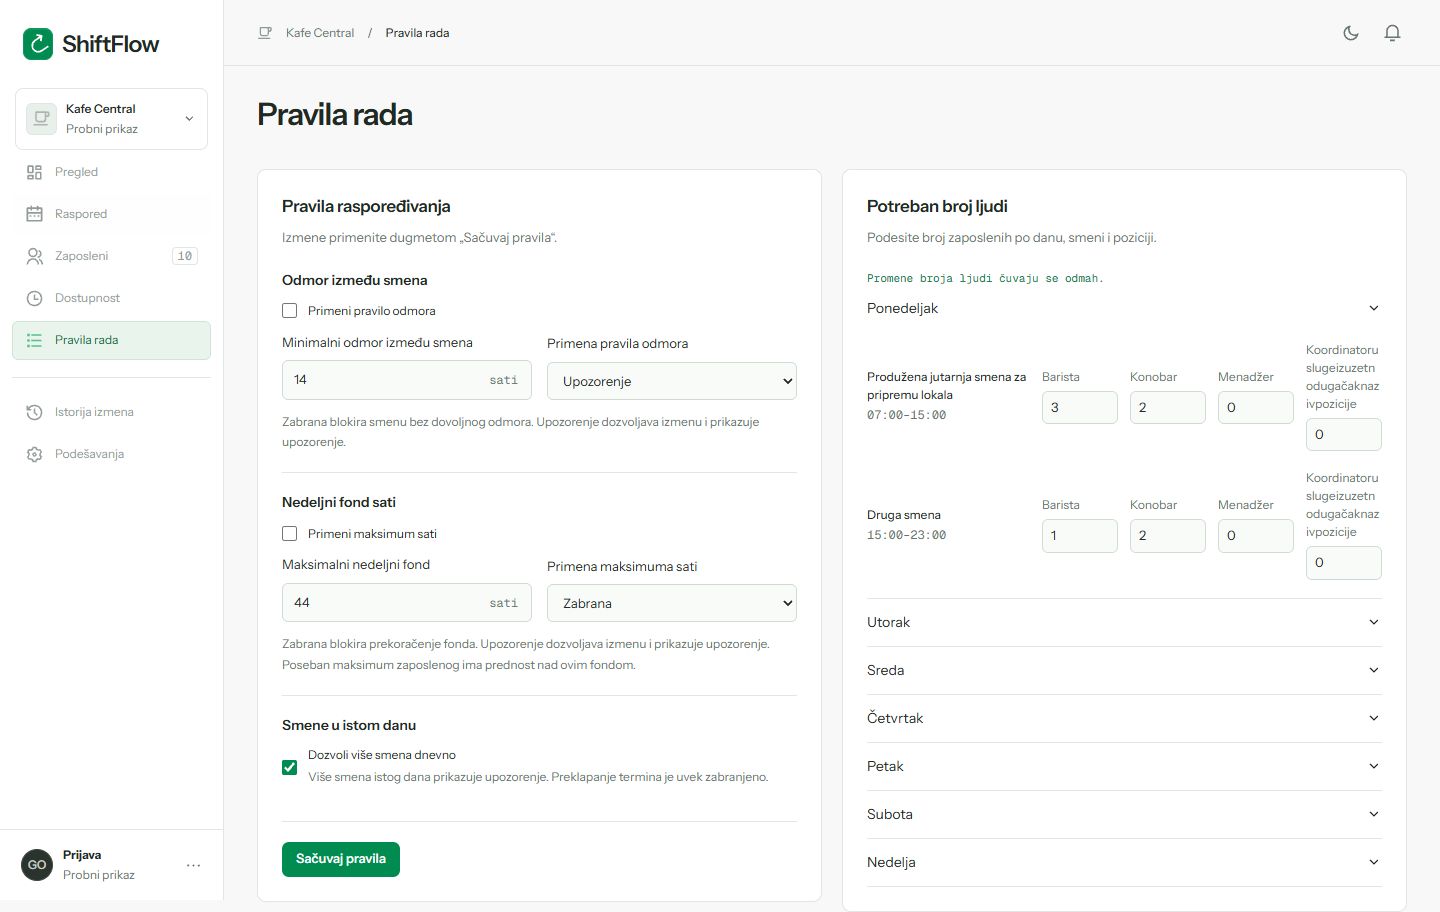 ShiftFlow
Kafe Central
Probni prikaz
Pregled
Raspored
Zaposleni 10
Dostupnost
Pravila rada
Istorija izmena
Podešavanja
GO
Prijava
Probni prikaz
Kafe Central / Pravila rada
Pravila rada
Pravila raspoređivanja
Izmene primenite dugmetom „Sačuvaj pravila“.
Odmor između smena
Primeni pravilo odmora
Minimalni odmor između smena
14 sati
Primena pravila odmora
Upozorenje
Zabrana blokira smenu bez dovoljnog odmora. Upozorenje dozvoljava izmenu i prikazuje
upozorenje.
Nedeljni fond sati
Primeni maksimum sati
Maksimalni nedeljni fond
44 sati
Primena maksimuma sati
Zabrana
Zabrana blokira prekoračenje fonda. Upozorenje dozvoljava izmenu i prikazuje upozorenje.
Poseban maksimum zaposlenog ima prednost nad ovim fondom.
Smene u istom danu
Dozvoli više smena dnevno
Više smena istog dana prikazuje upozorenje. Preklapanje termina je uvek zabranjeno.
Sačuvaj pravila
Potreban broj ljudi
Podesite broj zaposlenih po danu, smeni i poziciji.
Promene broja ljudi čuvaju se odmah.
Ponedeljak
Produžena jutarnja smena za
pripremu lokala
07:00–15:00
Barista
3
Konobar
2
Menadžer
0
Koordinatoru
slugeizuzetn
odugačaknaz
ivpozicije
0
Druga smena
15:00–23:00
Barista
1
Konobar
2
Menadžer
0
Koordinatoru
slugeizuzetn
odugačaknaz
ivpozicije
0
Utorak
Sreda
Četvrtak
Petak
Subota
Nedelja